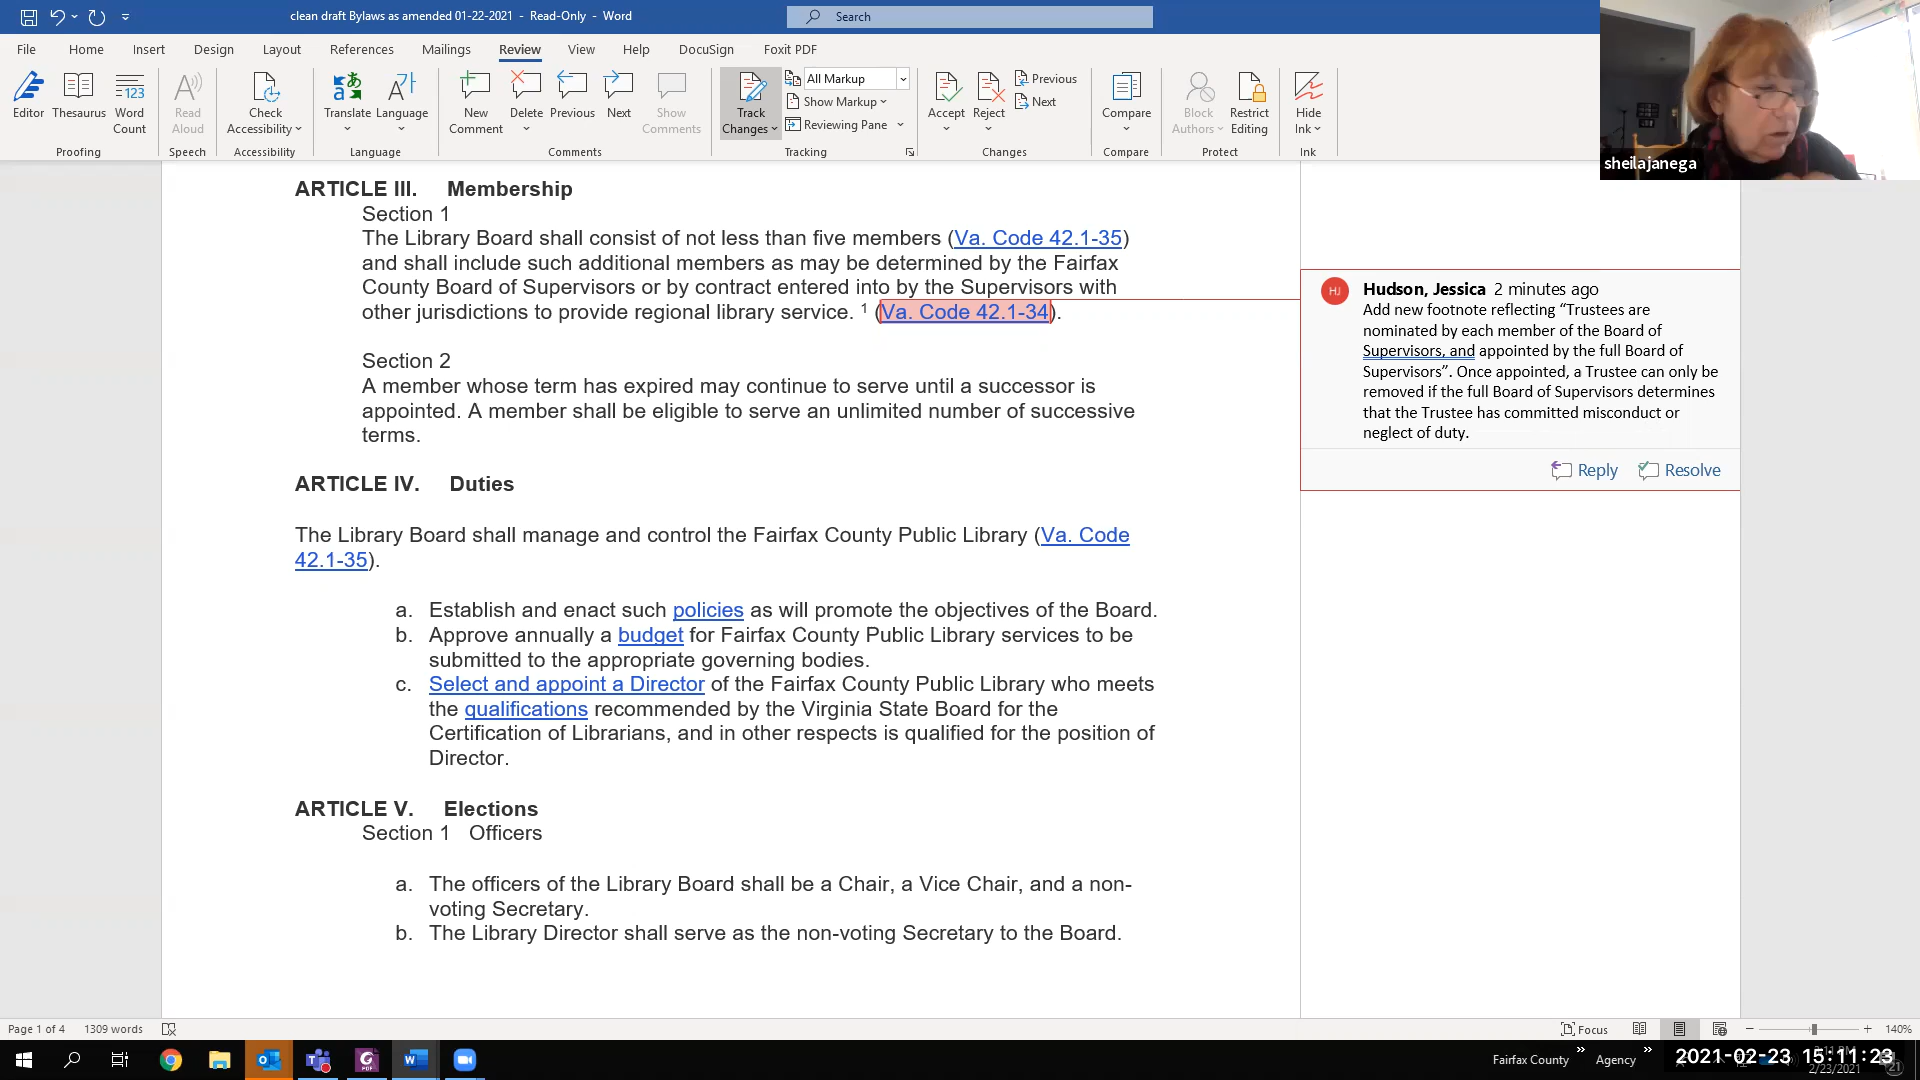 clean draft Bylaws as amended 01-22-2021 - Read-Only - Word
Search
File Home Insert Design Layout References Mailings Review View Help DocuSign Foxit PDF
Editor
Thesaurus
Word Count
Proofing
Read Aloud
Speech
Check Accessibility
Accessibility
Translate
Language
Language
New Comment
Delete
Previous
Next
Show Comments
Comments
Track Changes
All Markup
Show Markup
Reviewing Pane
Tracking
Accept
Reject
Previous
Next
Changes
Compare
Compare
Block Authors
Restrict Editing
Protect
Hide Ink
Ink
sheilajanega
ARTICLE III. Membership
Section 1
The Library Board shall consist of not less than five members (Va. Code 42.1-35)
and shall include such additional members as may be determined by the Fairfax
County Board of Supervisors or by contract entered into by the Supervisors with
other jurisdictions to provide regional library service. 1 (Va. Code 42.1-34).
Section 2
A member whose term has expired may continue to serve until a successor is
appointed. A member shall be eligible to serve an unlimited number of successive
terms.
ARTICLE IV. Duties
The Library Board shall manage and control the Fairfax County Public Library (Va. Code
42.1-35).
a. Establish and enact such policies as will promote the objectives of the Board.
b. Approve annually a budget for Fairfax County Public Library services to be
submitted to the appropriate governing bodies.
c. Select and appoint a Director of the Fairfax County Public Library who meets
the qualifications recommended by the Virginia State Board for the
Certification of Librarians, and in other respects is qualified for the position of
Director.
ARTICLE V. Elections
Section 1 Officers
a. The officers of the Library Board shall be a Chair, a Vice Chair, and a non-
voting Secretary.
b. The Library Director shall serve as the non-voting Secretary to the Board.
HJ
Hudson, Jessica 2 minutes ago
Add new footnote reflecting “Trustees are
nominated by each member of the Board of
Supervisors, and appointed by the full Board of
Supervisors”. Once appointed, a Trustee can only be
removed if the full Board of Supervisors determines
that the Trustee has committed misconduct or
neglect of duty.
Reply Resolve
Page 1 of 4 1309 words
Focus
140%
Fairfax County » Agency »
2021-02-23 15:11:23
2/23/2021
21